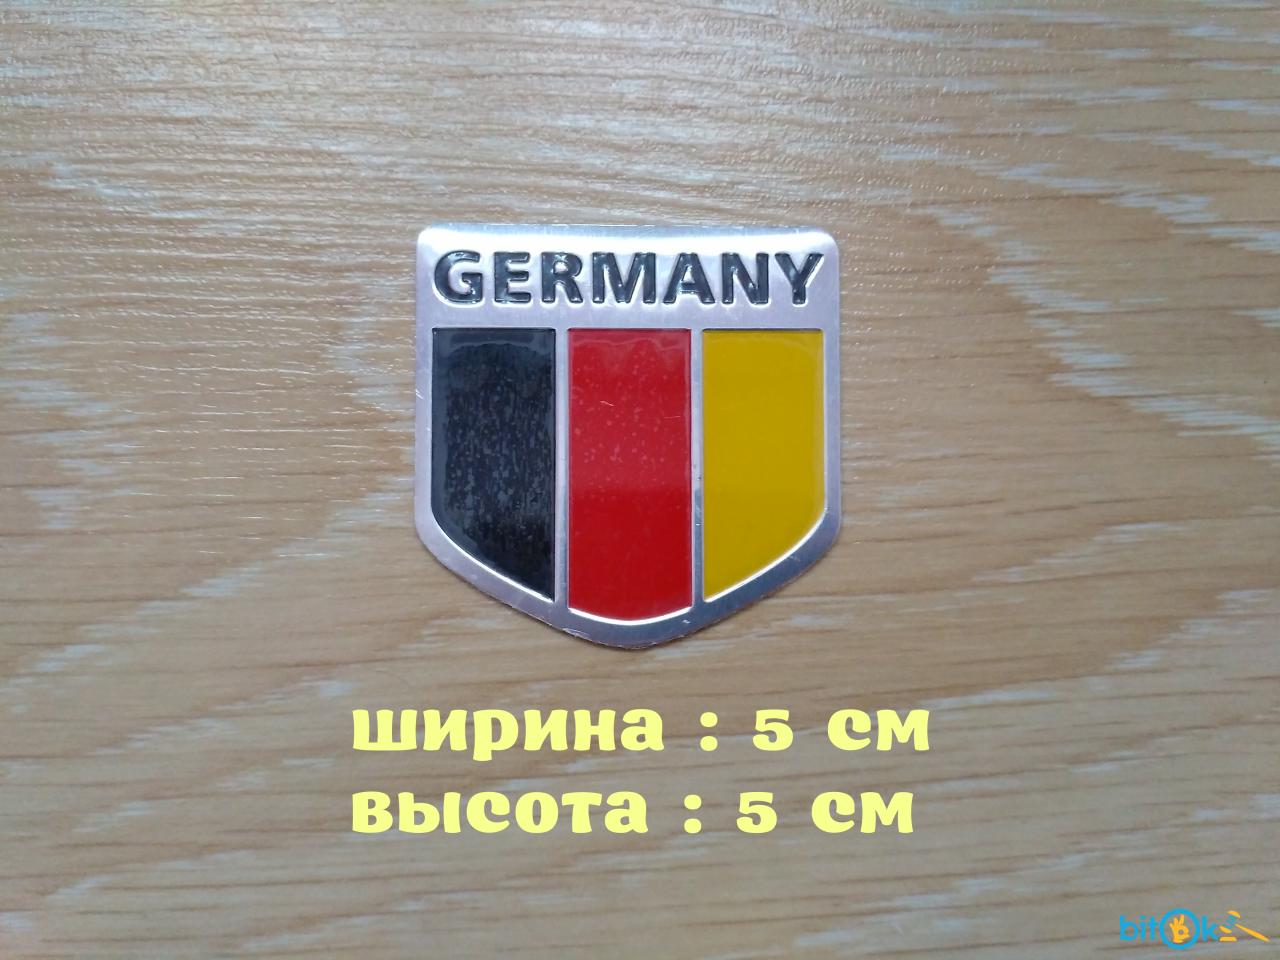 GERMANY
ширина : 5 см
высота : 5 см
bitOk